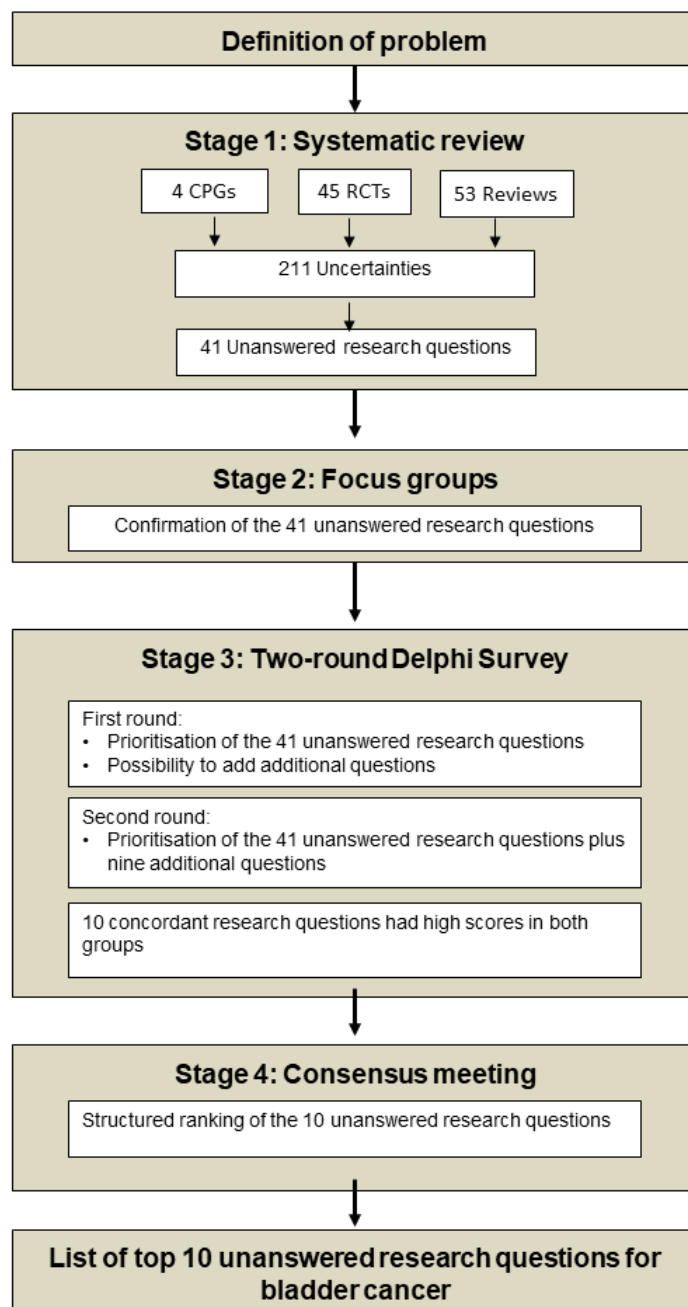 Definition of problem
Stage 1: Systematic review
4 CPGs
45 RCTs
53 Reviews
211 Uncertainties
41 Unanswered research questions
Stage 2: Focus groups
Confirmation of the 41 unanswered research questions
Stage 3: Two-round Delphi Survey
First round:
• Prioritisation of the 41 unanswered research questions
• Possibility to add additional questions
Second round:
• Prioritisation of the 41 unanswered research questions plus
nine additional questions
10 concordant research questions had high scores in both
groups
Stage 4: Consensus meeting
Structured ranking of the 10 unanswered research questions
List of top 10 unanswered research questions for
bladder cancer